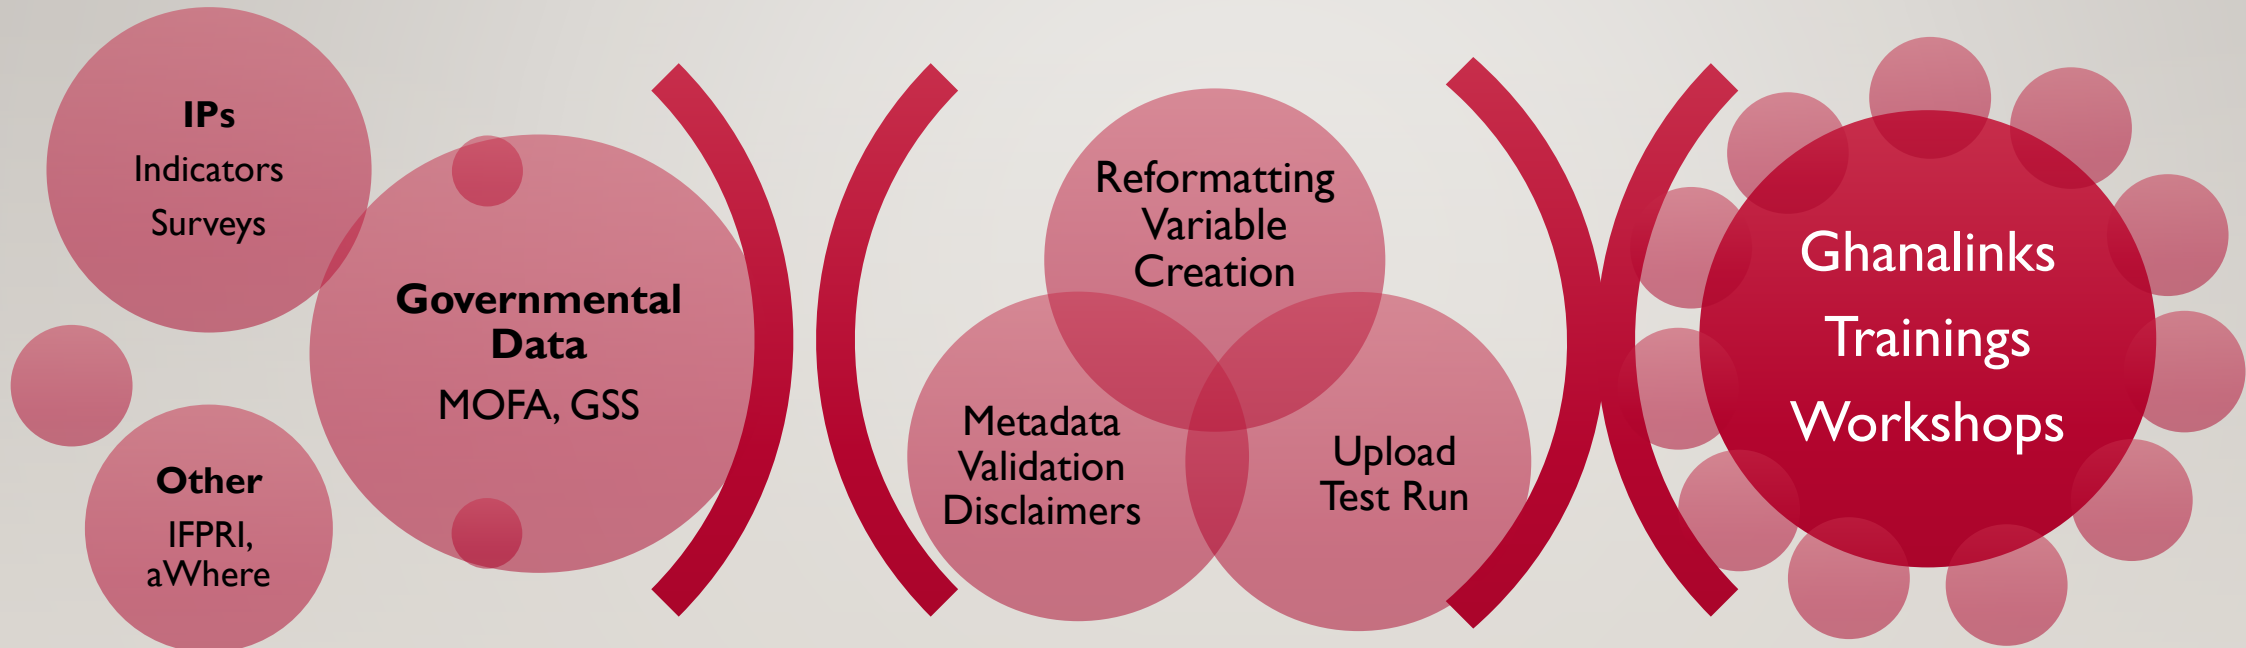 IPs
Indicators
Surveys
Governmental
Data
MOFA, GSS
Other
IFPRI,
aWhere
Reformatting
Variable
Creation
Metadata
Validation
Disclaimers
Upload
Test Run
Ghanalinks
Trainings
Workshops